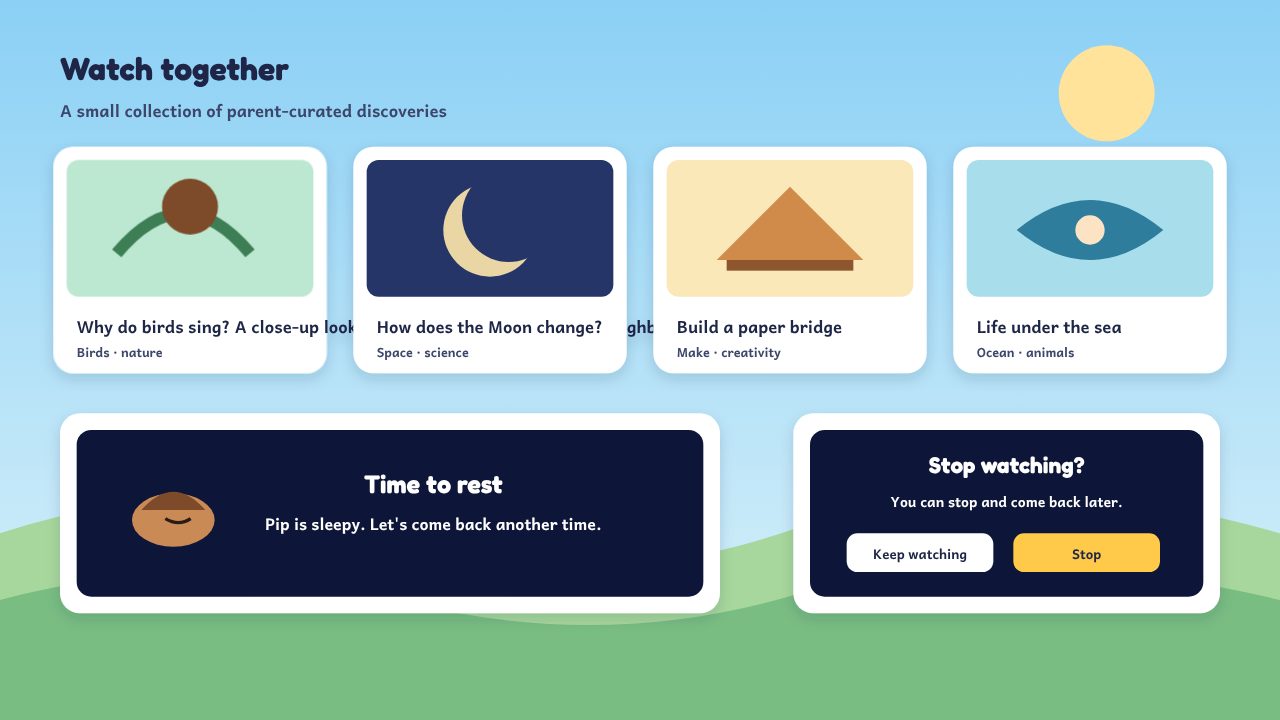 Watch together
A small collection of parent-curated discoveries
Why do birds sing? A close-up look
Birds · nature
How does the Moon change?
Space · science
Build a paper bridge
Make · creativity
Life under the sea
Ocean · animals
Time to rest
Pip is sleepy. Let's come back another time.
Stop watching?
You can stop and come back later.
Keep watching
Stop